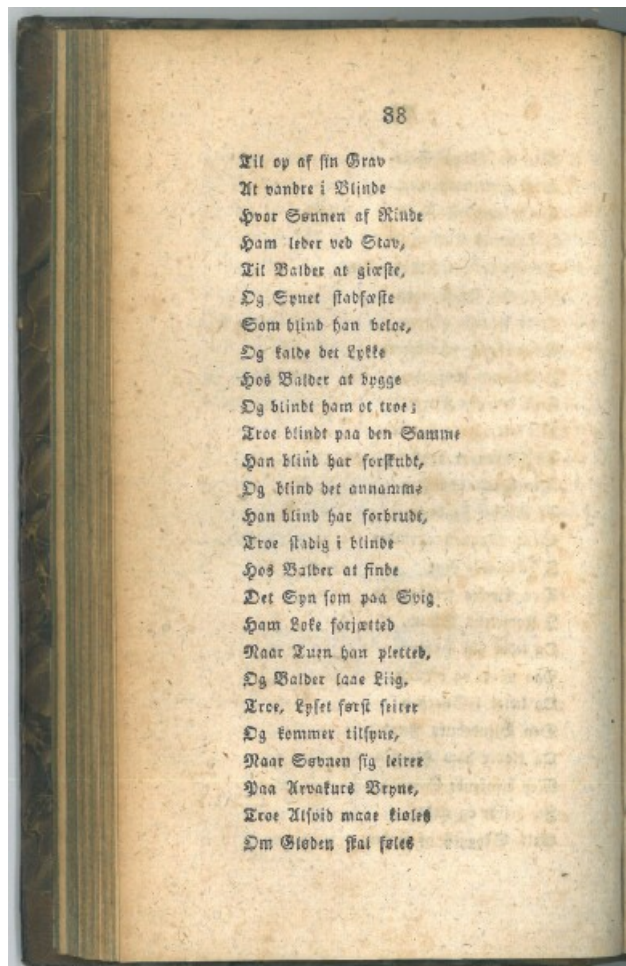 38
Til op af sin Grav
At vandre i Blinde
Hvor Sønnen af Rinde
Ham leder ved Stav,
Til Balder at giæste,
Og Synet stadfæste
Som blind han beloe,
Og kalde det Lykke
Hos Balder at bygge
Og blindt ham at troe;
Troe blindt paa den Samme
Han blind har forskudt,
Og blind det annamme
Han blind har forbrudt,
Troe stadig i blinde
Hos Balder at finde
Det Syn som paa Svig
Ham Loke forjætted
Naar Tuen han pletted,
Og Balder laae Liig,
Troe, Lyset først seirer
Og kommer tilsyne,
Naar Søvnen sig leirer
Paa Arvakurs Bryne,
Troe Alsvid maae kiøles
Om Gløden skal føles